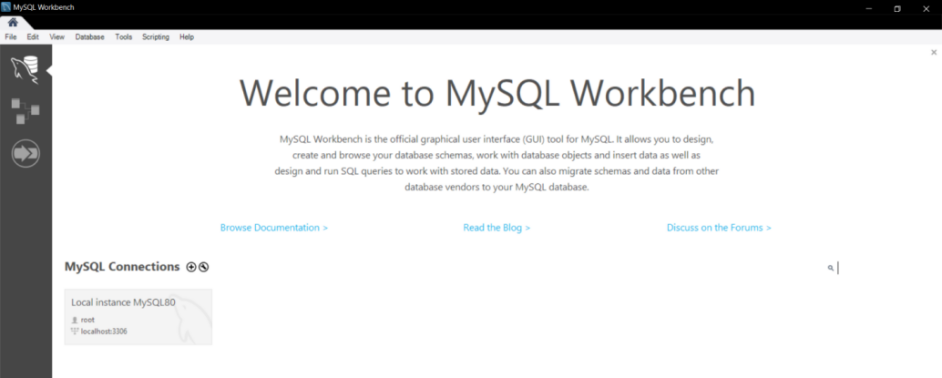 MySQL Workbench
File Edit View Database Tools Scripting Help
Welcome to MySQL Workbench
MySQL Workbench is the official graphical user interface (GUI) tool for MySQL. It allows you to design,
create and browse your database schemas, work with database objects and insert data as well as
design and run SQL queries to work with stored data. You can also migrate schemas and data from other
database vendors to your MySQL database.
Browse Documentation > Read the Blog > Discuss on the Forums >
MySQL Connections
Local instance MySQL80
root
localhost:3306